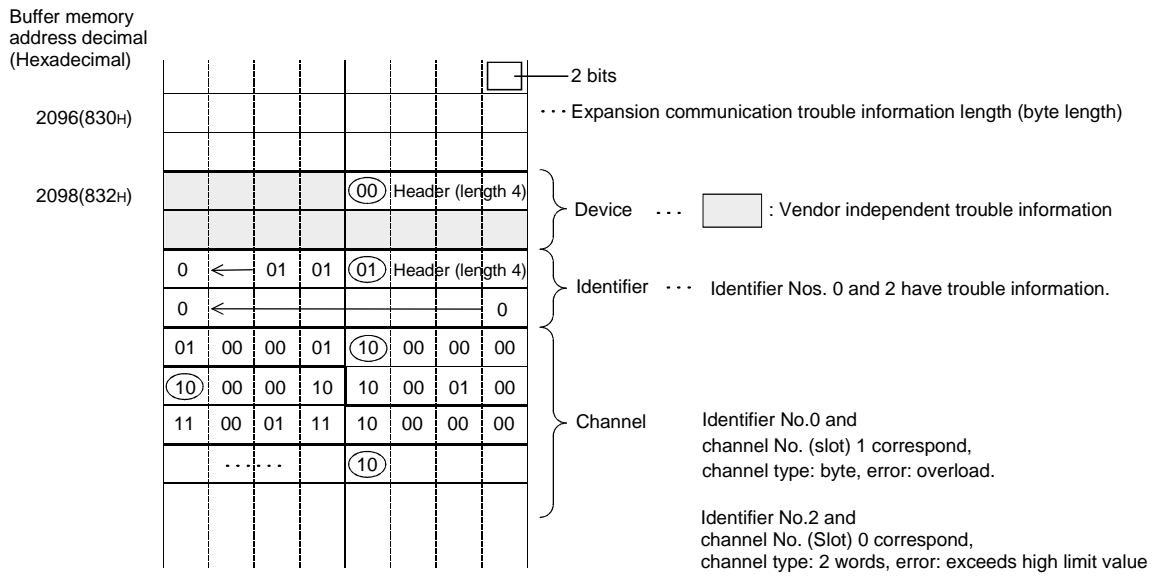 Buffer memory
address decimal
(Hexadecimal)
2 bits
2096(830H)
··· Expansion communication trouble information length (byte length)
2098(832H)
00 Header (length 4)
Device ··· : Vendor independent trouble information
0 ← 01 01 01 Header (length 4)
Identifier ··· Identifier Nos. 0 and 2 have trouble information.
0 ← 0
01 00 00 01 10 00 00 00
10 00 00 10 10 00 01 00
11 00 01 11 10 00 00 00
Channel
Identifier No.0 and
channel No. (slot) 1 correspond,
channel type: byte, error: overload.
······ 10
Identifier No.2 and
channel No. (Slot) 0 correspond,
channel type: 2 words, error: exceeds high limit value